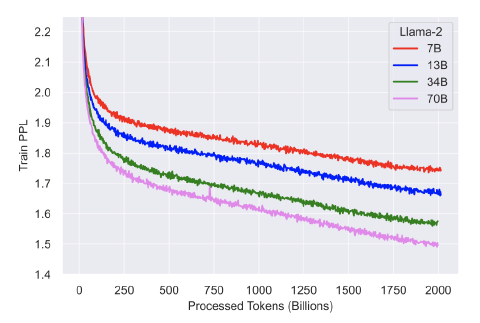 Llama-2
7B
13B
34B
70B
2.2
2.1
2.0
1.9
1.8
1.7
1.6
1.5
1.4
Train PPL
0 250 500 750 1000 1250 1500 1750 2000
Processed Tokens (Billions)